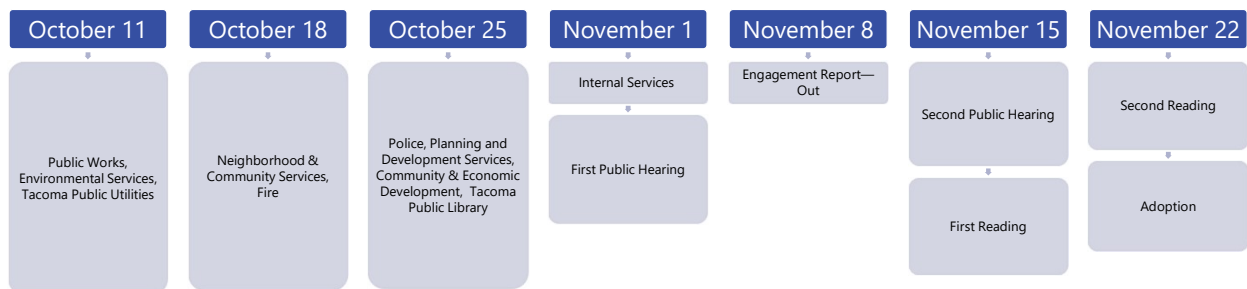 October 11
Public Works,
Environmental Services,
Tacoma Public Utilities
October 18
Neighborhood &
Community Services,
Fire
October 25
Police, Planning and
Development Services,
Community & Economic
Development, Tacoma
Public Library
November 1
Internal Services
First Public Hearing
November 8
Engagement Report—
Out
November 15
Second Public Hearing
First Reading
November 22
Second Reading
Adoption